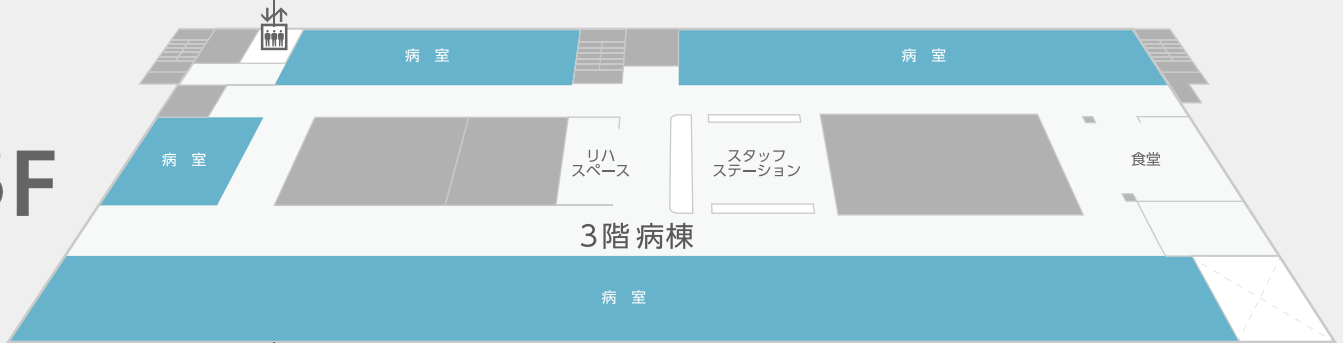 病 室
病 室
病 室
リハ
スペース
スタッフ
ステーション
食堂
F
3階 病棟
病 室